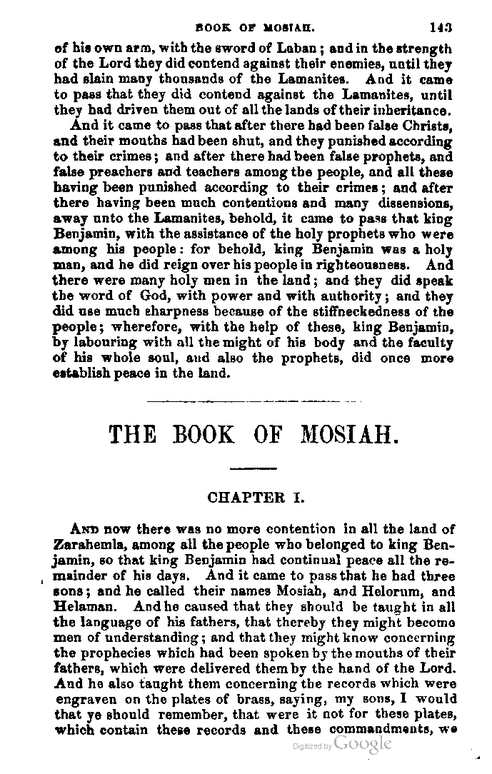 BOOK OF MOSIAH. 143
of his own arm, with the sword of Laban; and in the strength
of the Lord they did contend against their enemies, until they
had slain many thousands of the Lamanites. And it came
to pass that they did contend against the Lamanites, until
they had driven them out of all the lands of their inheritance.
And it came to pass that after there had been false Christs,
and their mouths had been shut, and they punished according
to their crimes; and after there had been false prophets, and
false preachers and teachers among the people, and all these
having been punished according to their crimes; and after
there having been much contentions and many dissensions,
away unto the Lamanites, behold, it came to pass that king
Benjamin, with the assistance of the holy prophets who were
among his people: for behold, king Benjamin was a holy
man, and he did reign over his people in righteousness. And
there were many holy men in the land; and they did speak
the word of God, with power and with authority; and they
did use much sharpness because of the stiffneckedness of the
people; wherefore, with the help of these, king Benjamin,
by labouring with all the might of his body and the faculty
of his whole soul, and also the prophets, did once more
establish peace in the land.
THE BOOK OF MOSIAH.
CHAPTER I.
AND now there was no more contention in all the land of
Zarahemla, among all the people who belonged to king Ben-
jamin, so that king Benjamin had continual peace all the re-
mainder of his days. And it came to pass that he had three
sons; and he called their names Mosiah, and Helorum, and
Helaman. And he caused that they should be taught in all
the language of his fathers, that thereby they might become
men of understanding; and that they might know concerning
the prophecies which had been spoken by the mouths of their
fathers, which were delivered them by the hand of the Lord.
And he also taught them concerning the records which were
engraven on the plates of brass, saying, my sons, I would
that ye should remember, that were it not for these plates,
which contain these records and these commandments, we
Digitized by Google